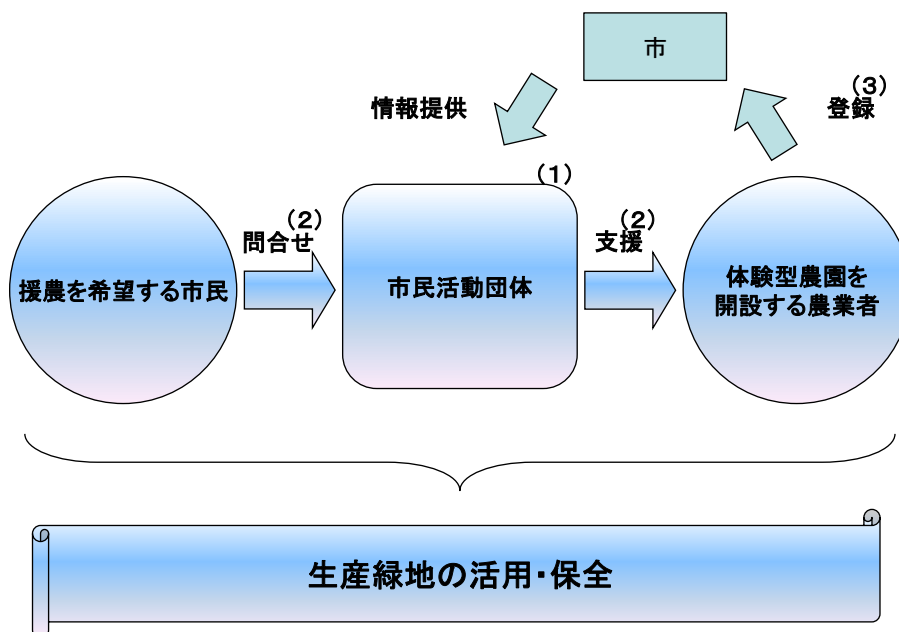 市
(3)
情報提供
登録
(1)
(2)
問合せ
(2)
支援
援農を希望する市民
市民活動団体
体験型農園を
開設する農業者
生産緑地の活用・保全